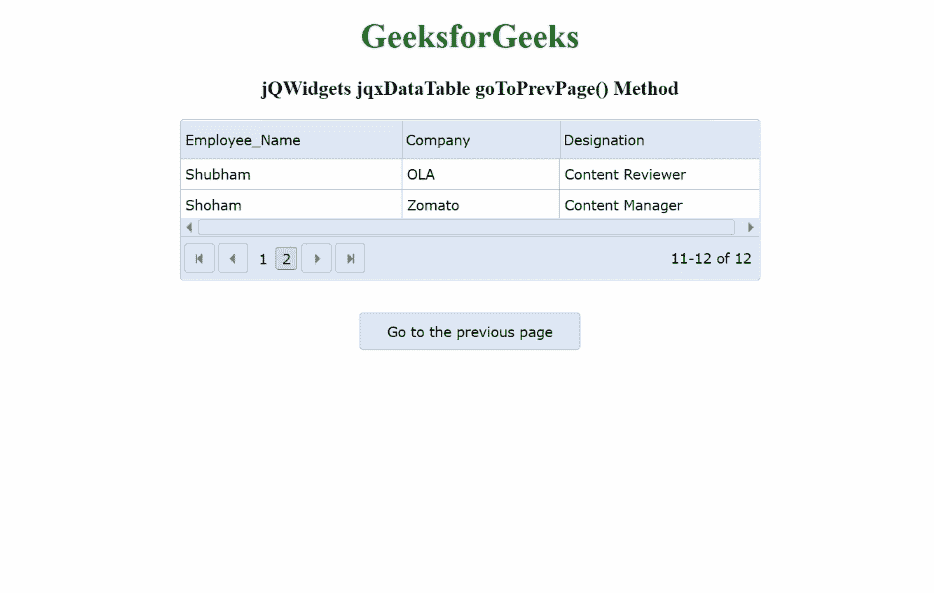 GeeksforGeeks
jQWidgets jqxDataTable goToPrevPage() Method
Employee_Name Company Designation
Shubham OLA Content Reviewer
Shoham Zomato Content Manager
1 2 11-12 of 12
Go to the previous page